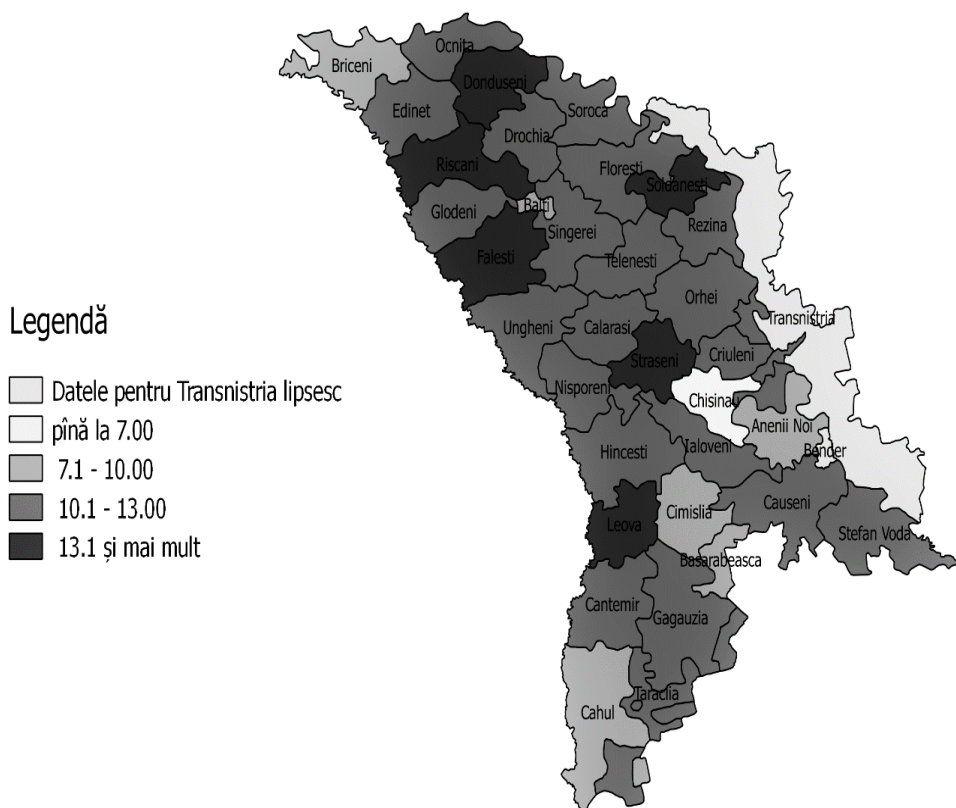 Ocnita
Briceni
Donduseni
Edinet
Soroca
Drochia
Riscani
Floresti
Soldanesti
Balti
Glodeni
Rezina
Singerei
Falesti
Telenesti
Orhei
Legendă
Transnistria
Ungheni
Calarasi
Straseni
Criuleni
Datele pentru Transnistria lipsesc
Nisporeni
Chisinau
pînă la 7.00
Anenii Noi
Hincesti
Ialoveni
Bender
7.1 - 10.00
10.1 - 13.00
Cimislia
Causeni
Leova
Stefan Voda
13.1 și mai mult
Basarabeasca
Cantemir
Gagauzia
Taraclia
Cahul